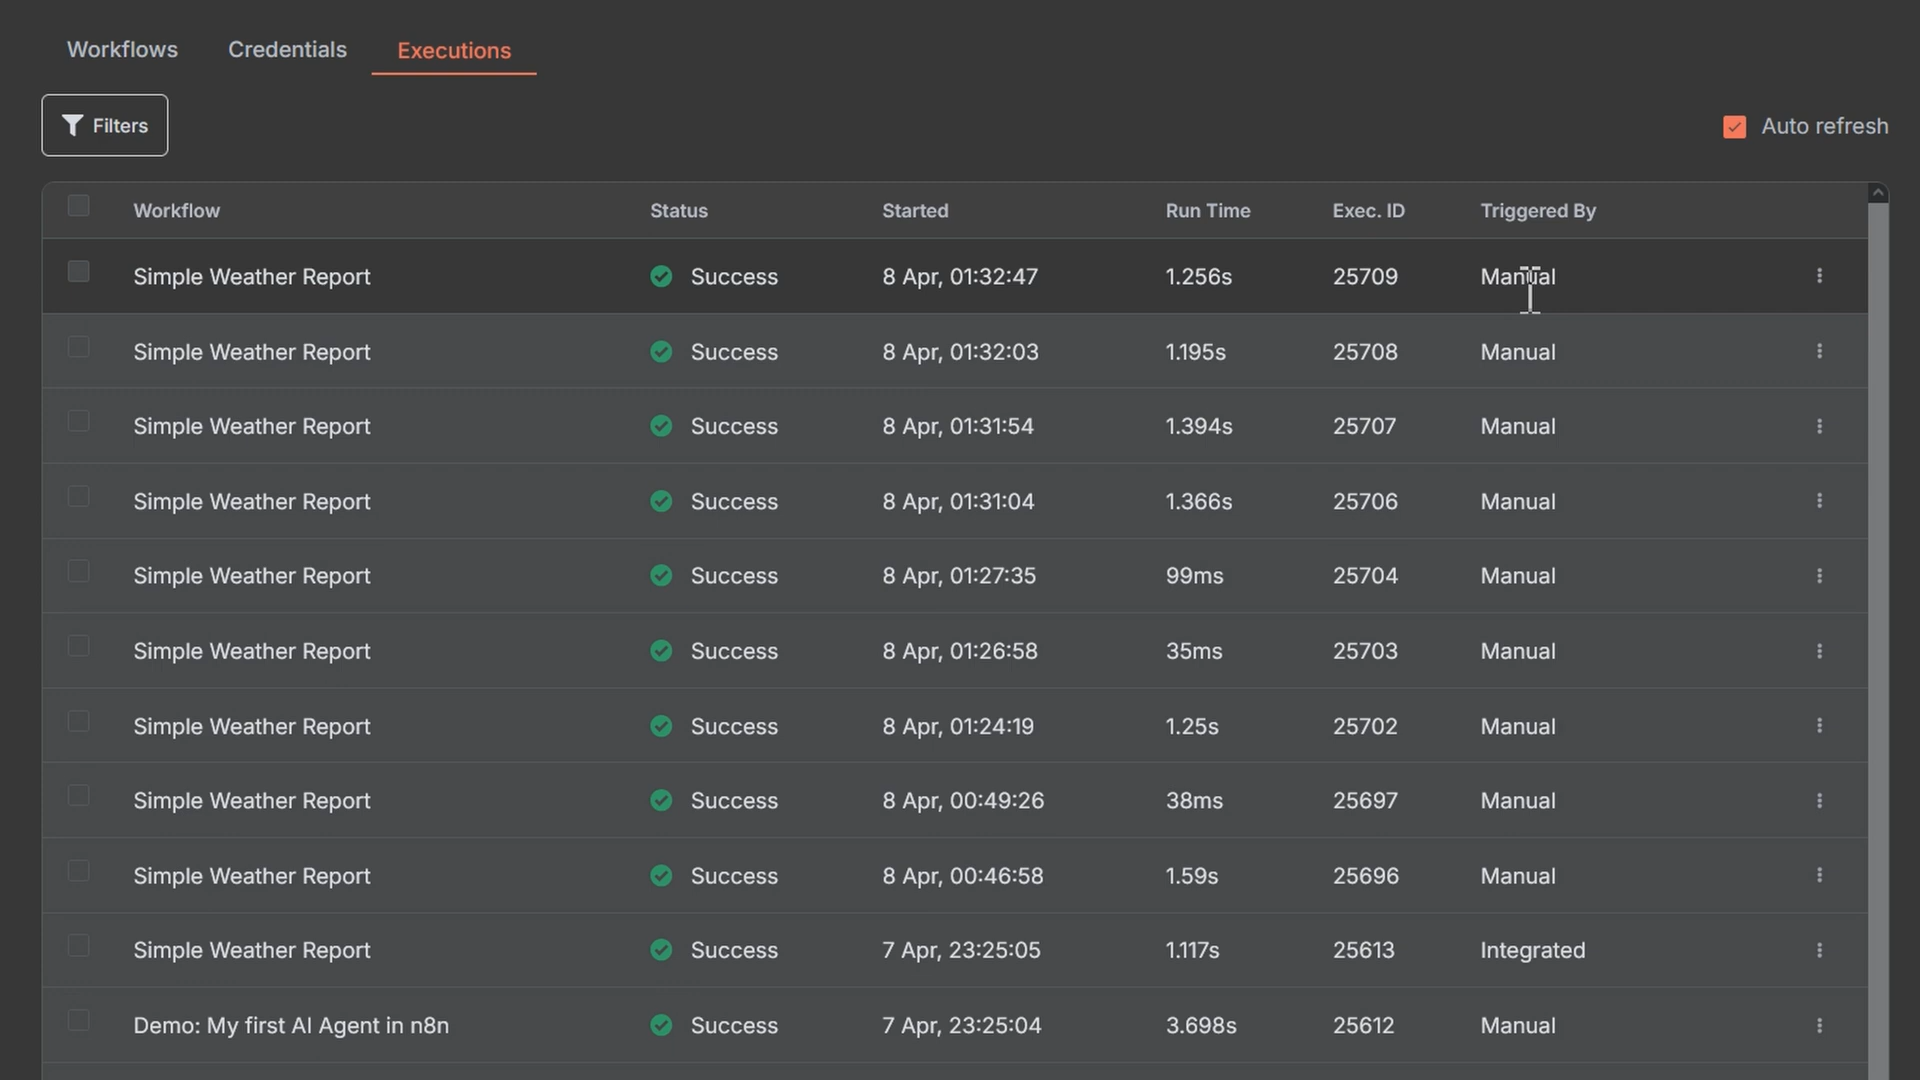 Workflows Credentials Executions
Filters Auto refresh
Workflow Status Started Run Time Exec. ID Triggered By
Simple Weather Report Success 8 Apr, 01:32:47 1.256s 25709 Manual
Simple Weather Report Success 8 Apr, 01:32:03 1.195s 25708 Manual
Simple Weather Report Success 8 Apr, 01:31:54 1.394s 25707 Manual
Simple Weather Report Success 8 Apr, 01:31:04 1.366s 25706 Manual
Simple Weather Report Success 8 Apr, 01:27:35 99ms 25704 Manual
Simple Weather Report Success 8 Apr, 01:26:58 35ms 25703 Manual
Simple Weather Report Success 8 Apr, 01:24:19 1.25s 25702 Manual
Simple Weather Report Success 8 Apr, 00:49:26 38ms 25697 Manual
Simple Weather Report Success 8 Apr, 00:46:58 1.59s 25696 Manual
Simple Weather Report Success 7 Apr, 23:25:05 1.117s 25613 Integrated
Demo: My first AI Agent in n8n Success 7 Apr, 23:25:04 3.698s 25612 Manual